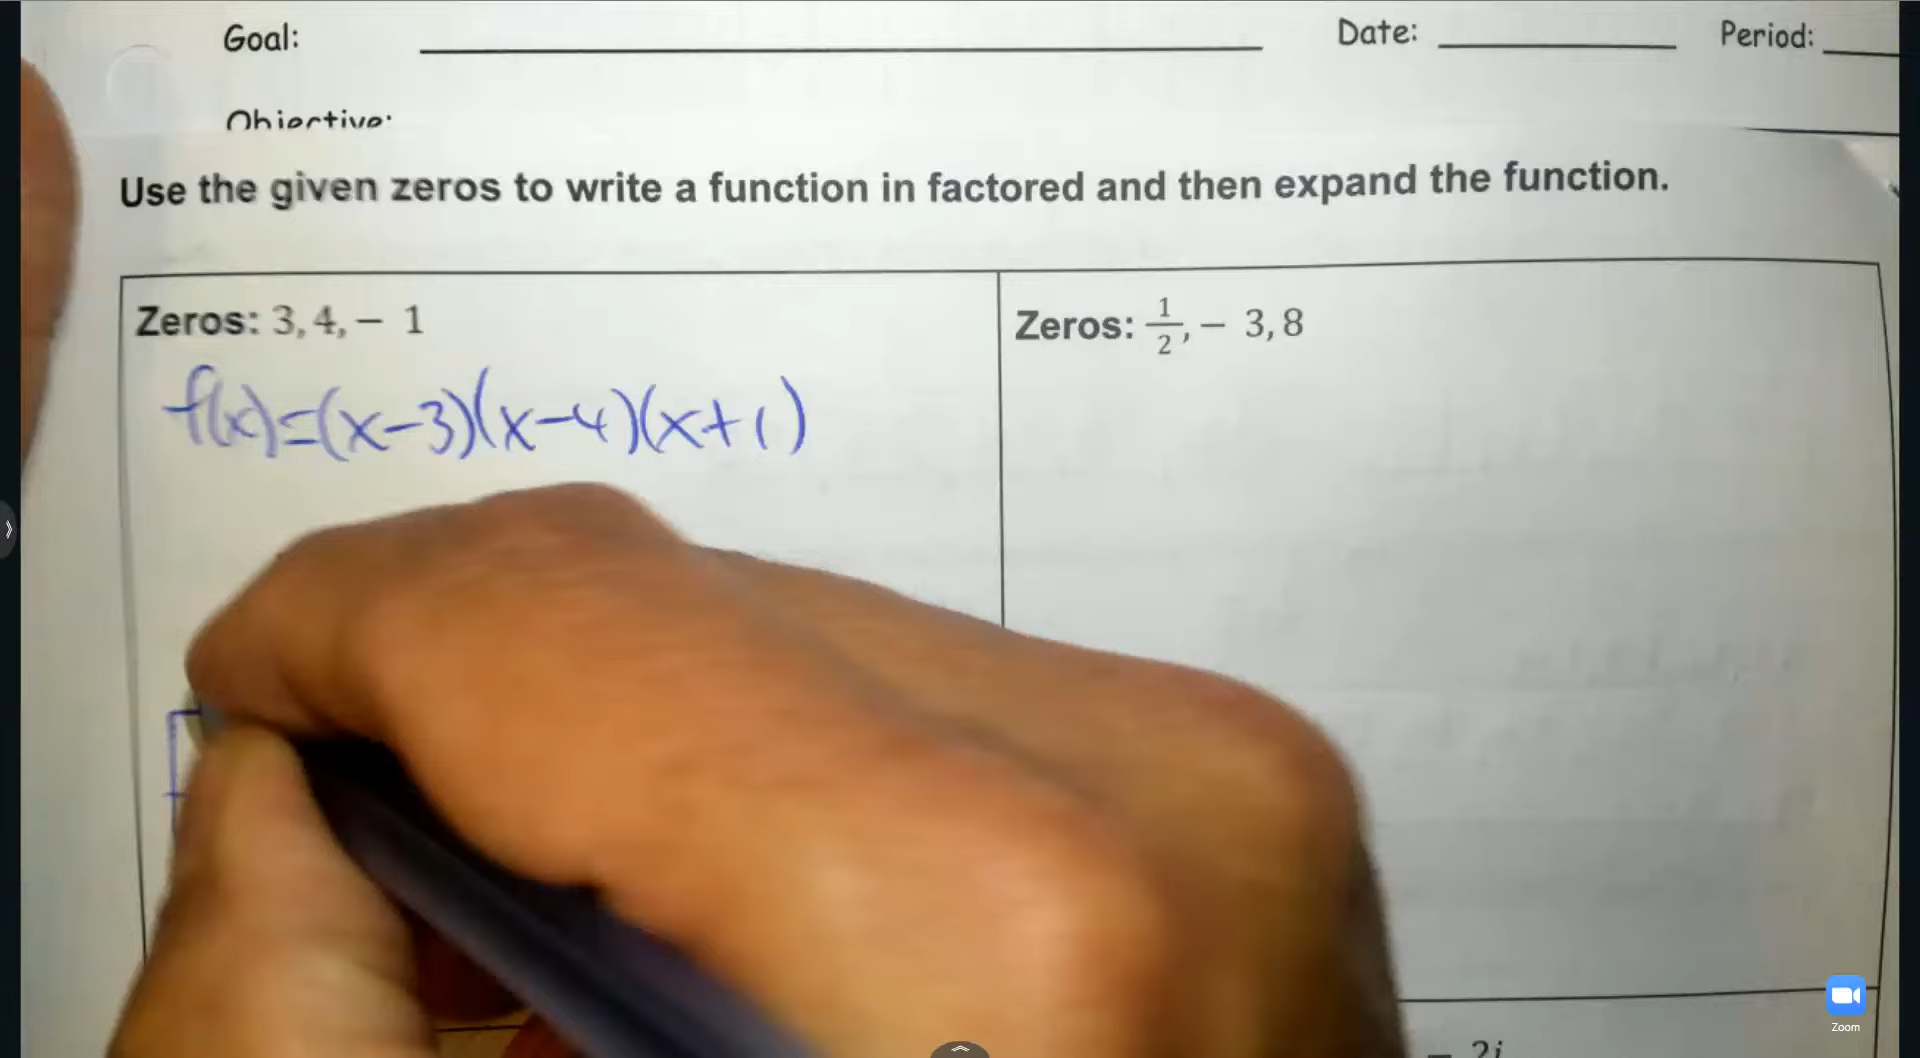 Goal: Date: Period:
Objective:
Use the given zeros to write a function in factored and then expand the function.
Zeros: 3, 4, − 1
f(x)=(x-3)(x-4)(x+1)
Zeros: 1/2, − 3, 8
− 2i
Zoom